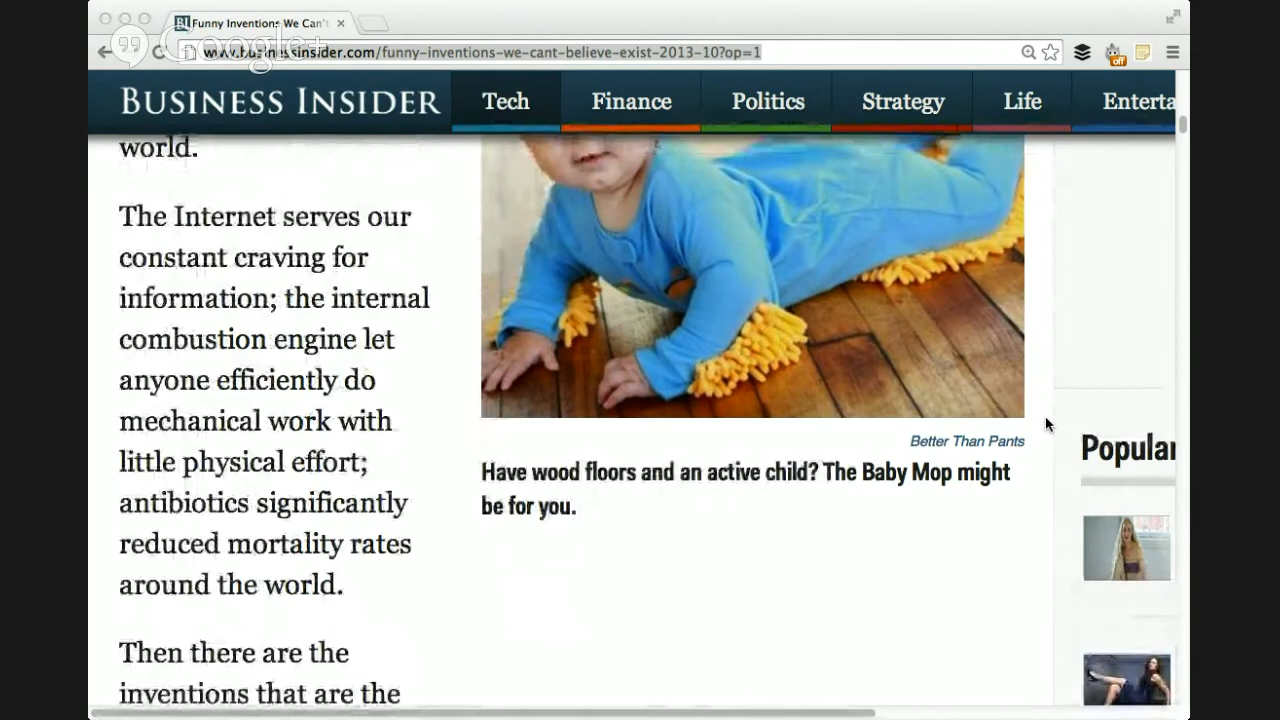 Funny Inventions We Can't
Google+
www.businessinsider.com/funny-inventions-we-cant-believe-exist-2013-10?op=1
off
BUSINESS INSIDER
Tech
Finance
Politics
Strategy
Life
Enterta
world.
The Internet serves our
constant craving for
information; the internal
combustion engine let
anyone efficiently do
mechanical work with
little physical effort;
antibiotics significantly
reduced mortality rates
around the world.
Then there are the
inventions that are the
Better Than Pants
Have wood floors and an active child? The Baby Mop might
be for you.
Popular